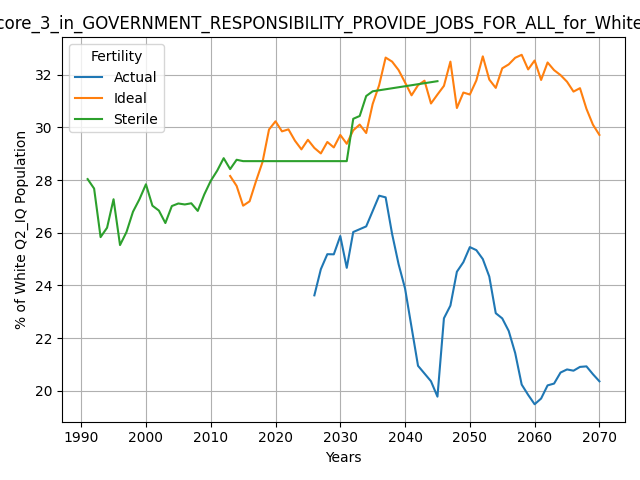 core_3_in_GOVERNMENT_RESPONSIBILITY_PROVIDE_JOBS_FOR_ALL_for_White
Fertility
Actual
Ideal
Sterile
% of White Q2_IQ Population
32
30
28
26
24
22
20
1990 2000 2010 2020 2030 2040 2050 2060 2070
Years